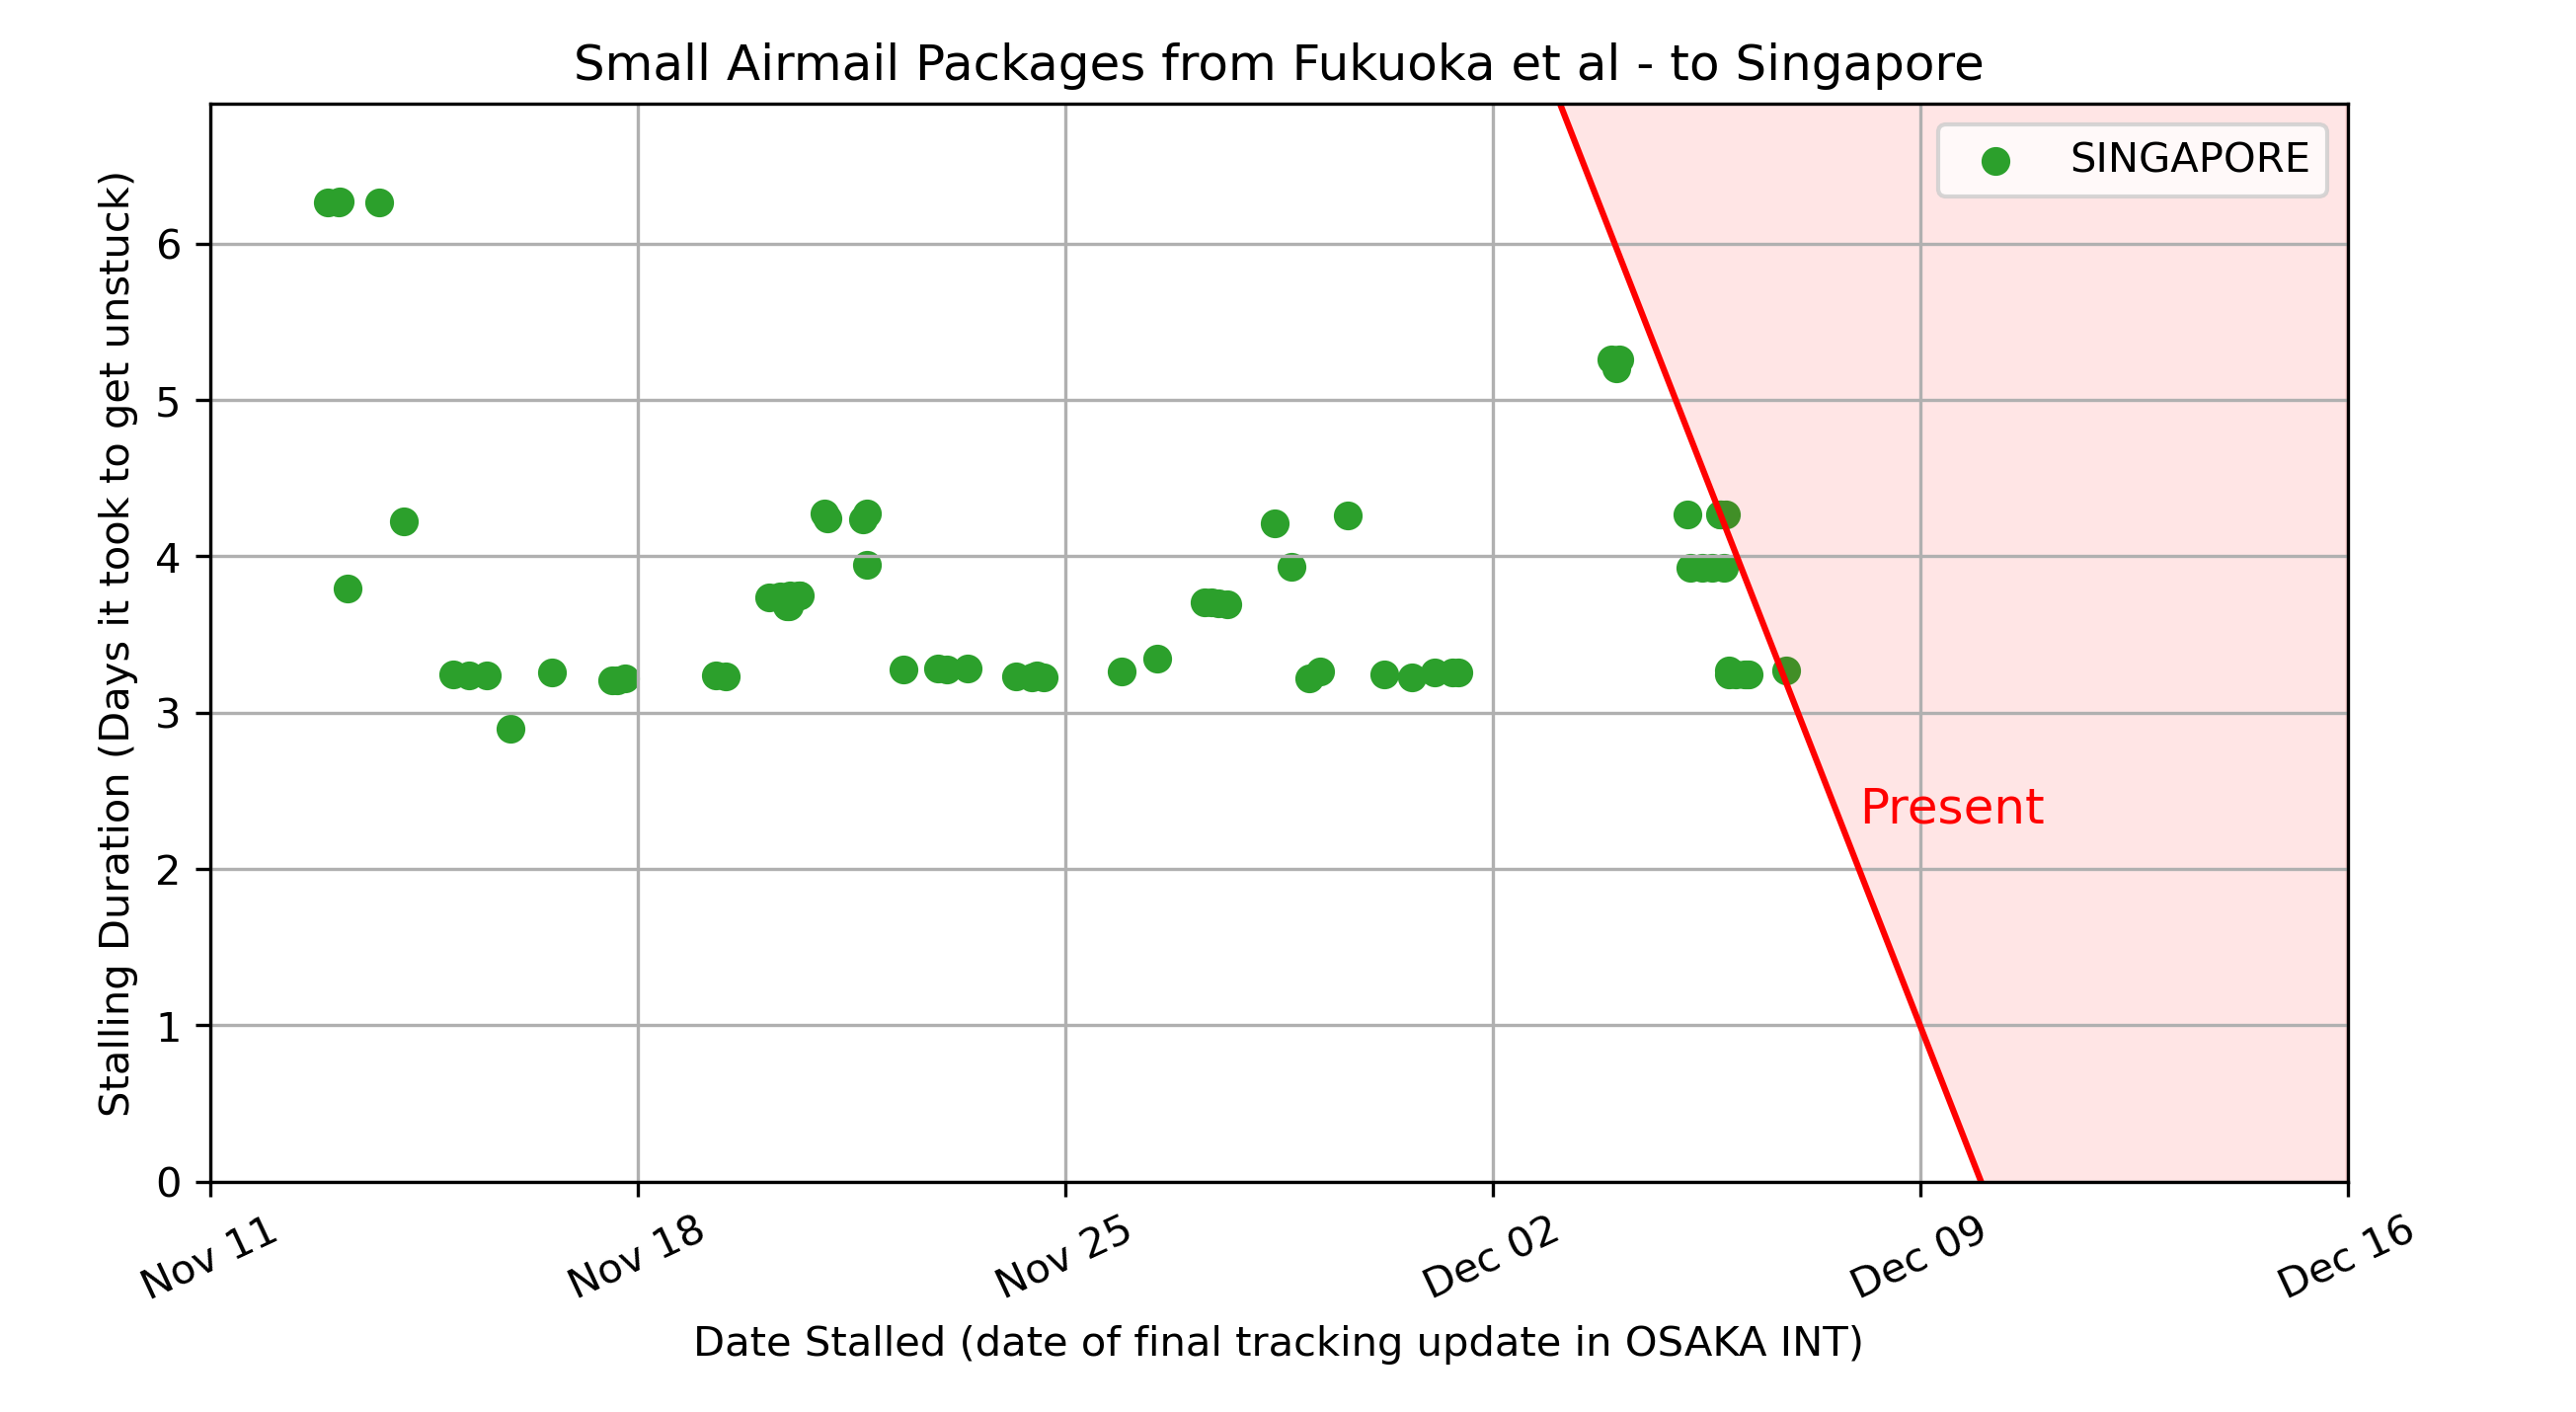 Small Airmail Packages from Fukuoka et al - to Singapore
SINGAPORE
Stalling Duration (Days it took to get unstuck)
6
5
4
3
2
1
0
Present
Nov 11
Nov 18
Nov 25
Dec 02
Dec 09
Dec 16
Date Stalled (date of final tracking update in OSAKA INT)